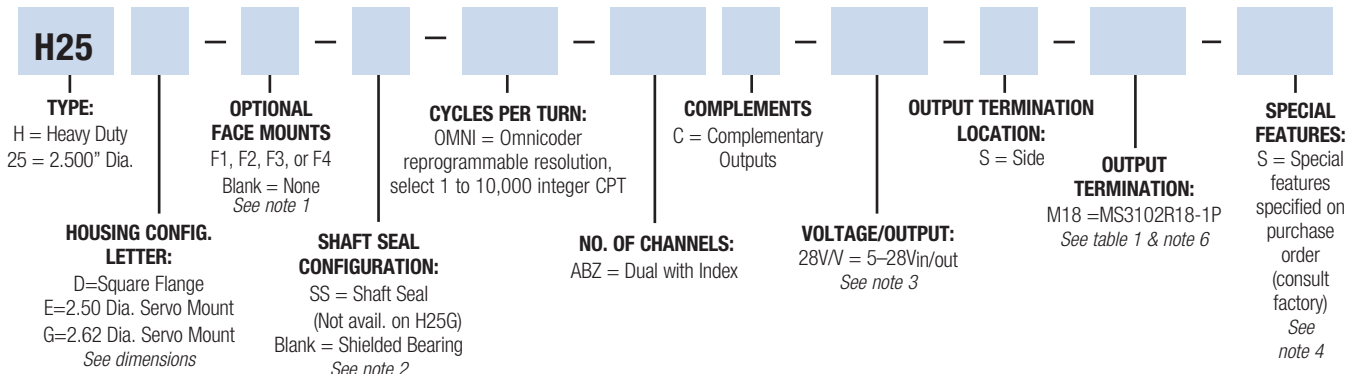 H25
TYPE:
H = Heavy Duty
25 = 2.500” Dia.
HOUSING CONFIG.
LETTER:
D=Square Flange
E=2.50 Dia. Servo Mount
G=2.62 Dia. Servo Mount
See dimensions
OPTIONAL
FACE MOUNTS
F1, F2, F3, or F4
Blank = None
See note 1
SHAFT SEAL
CONFIGURATION:
SS = Shaft Seal
(Not avail. on H25G)
Blank = Shielded Bearing
See note 2
CYCLES PER TURN:
OMNI = Omnicoder
reprogrammable resolution,
select 1 to 10,000 integer CPT
NO. OF CHANNELS:
ABZ = Dual with Index
COMPLEMENTS
C = Complementary
Outputs
VOLTAGE/OUTPUT:
28V/V = 5–28Vin/out
See note 3
OUTPUT TERMINATION
LOCATION:
S = Side
OUTPUT
TERMINATION:
M18 =MS3102R18-1P
See table 1 & note 6
SPECIAL
FEATURES:
S = Special
features
specified on
purchase
order
(consult
factory)
See
note 4